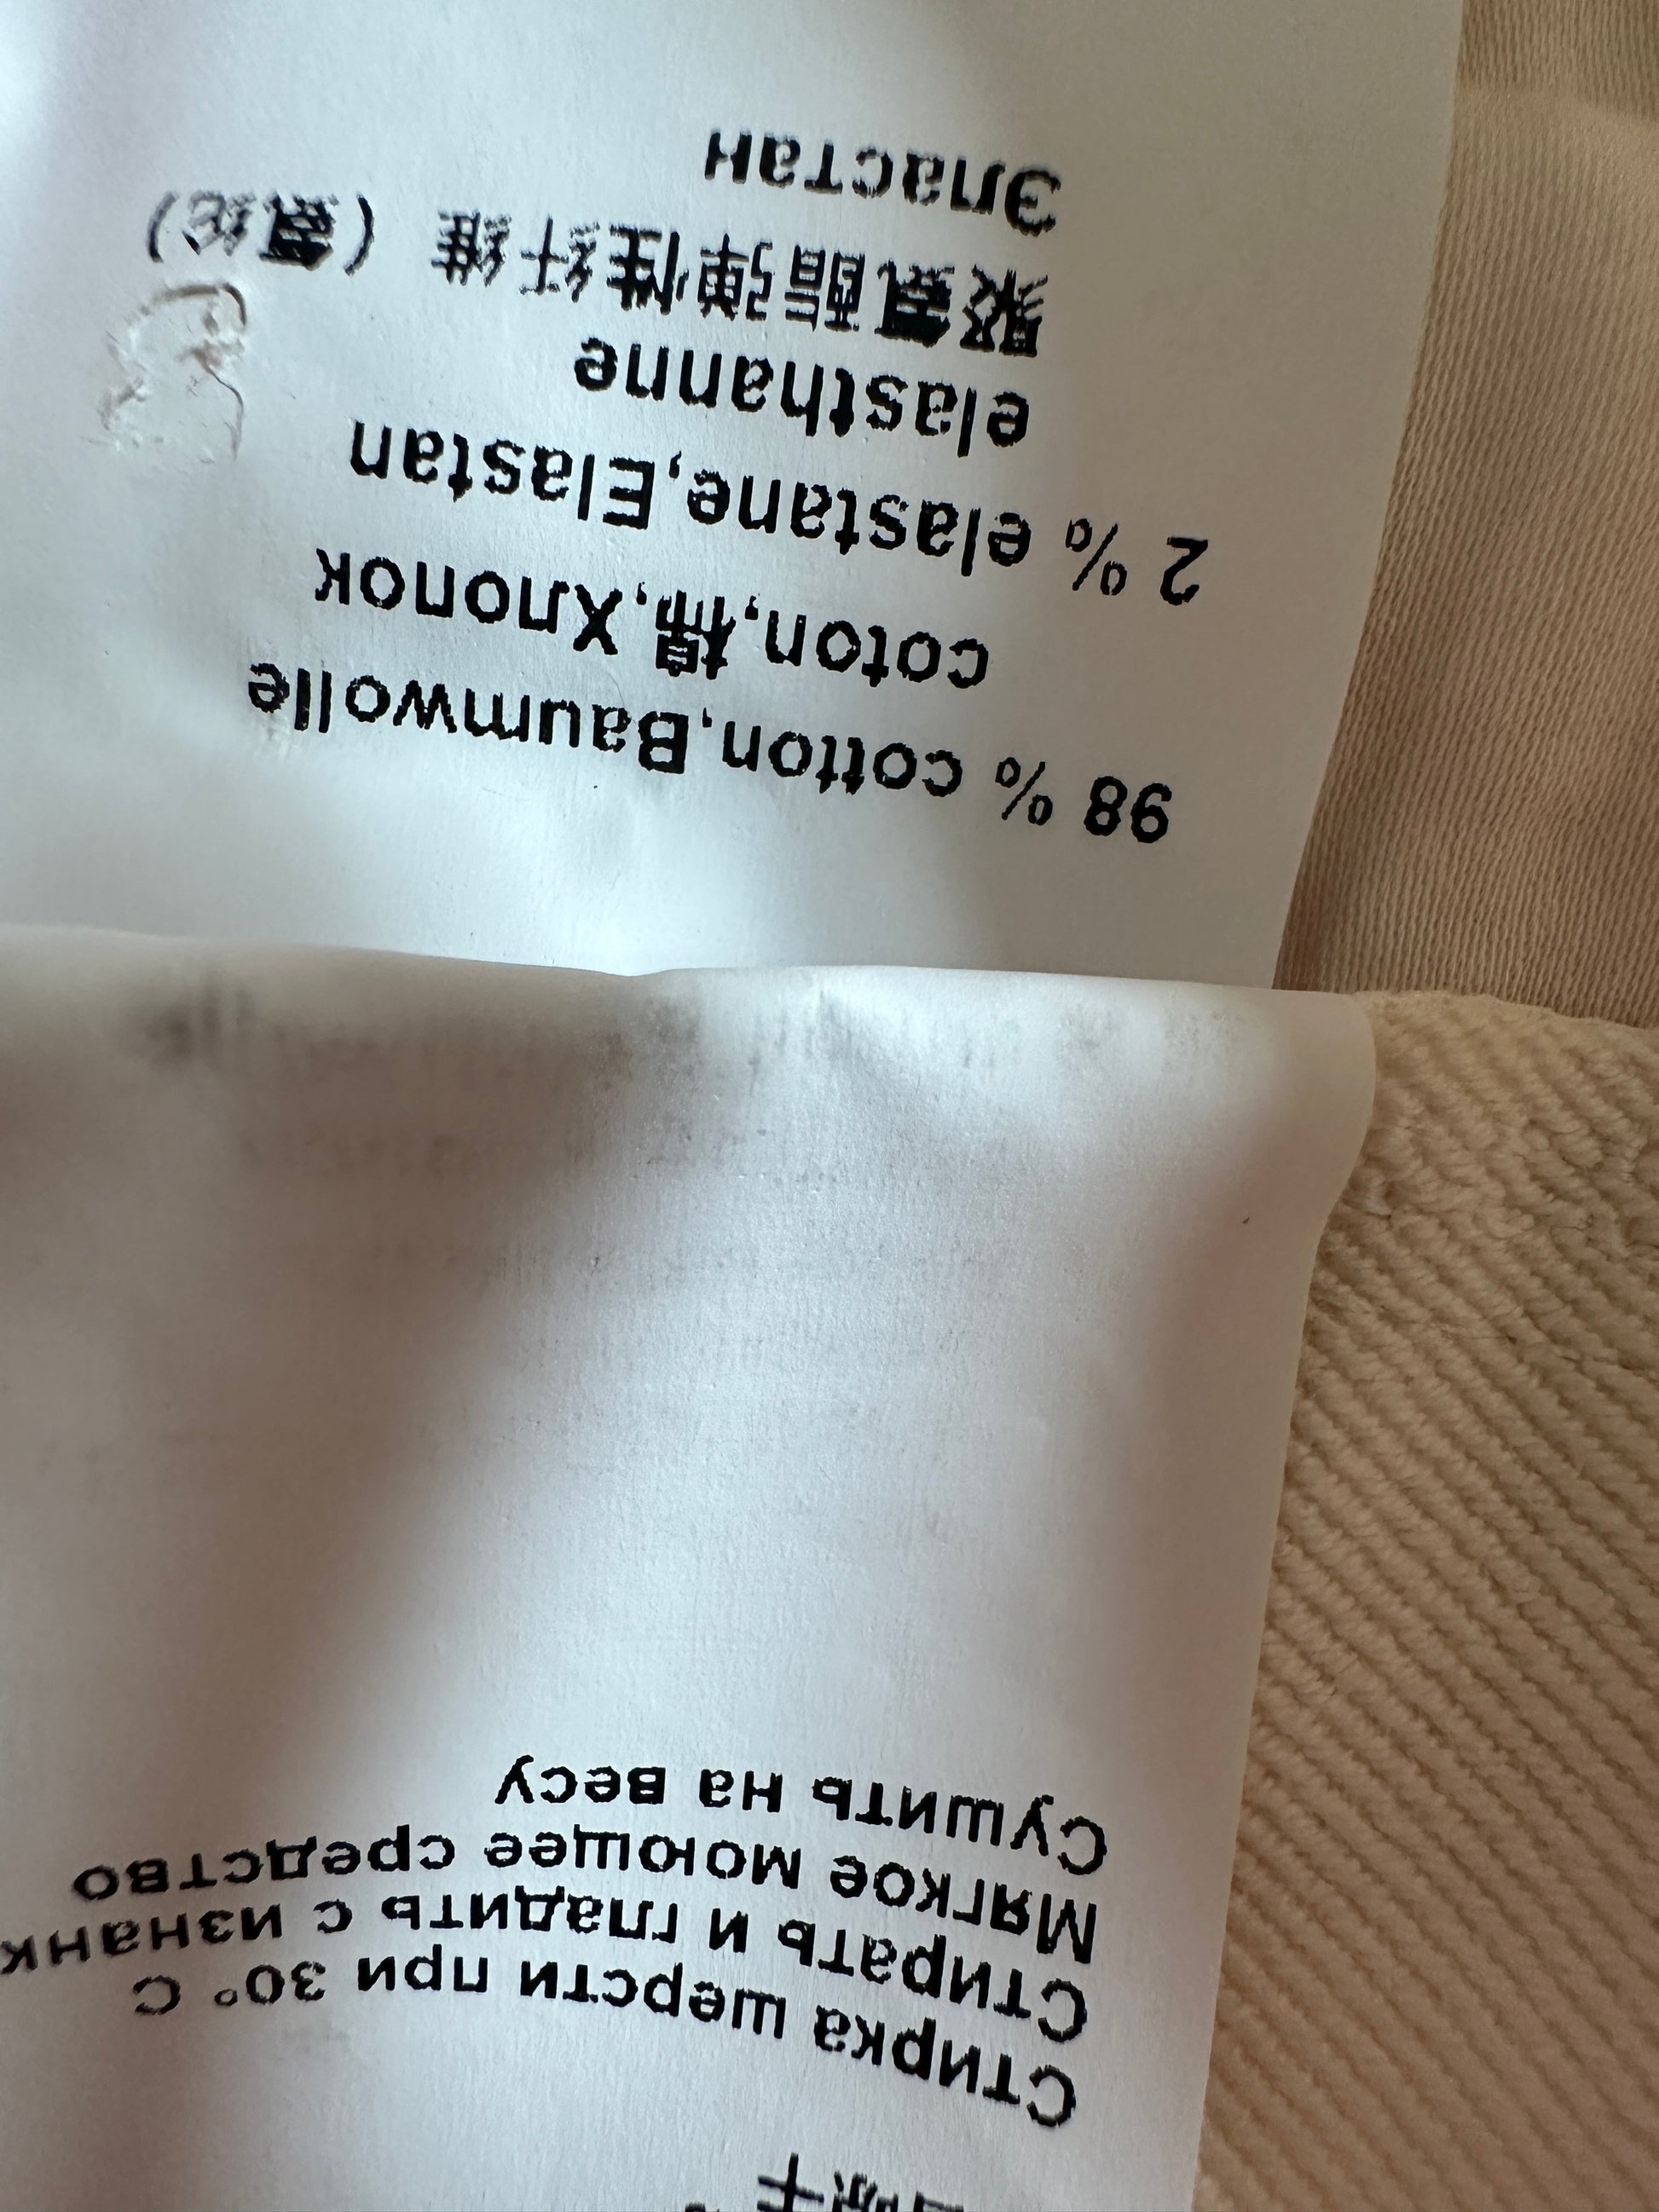 Стирка шерсти при 30° C
Стирать и гладить с изнанк
Мягкое моющее средство
Сушить на весу
98 % cotton,Baumwolle
coton,棉,Хлопок
2 % elastane,Elastan
elasthanne
聚氨酯弹性纤维 (氨纶)
Эластан